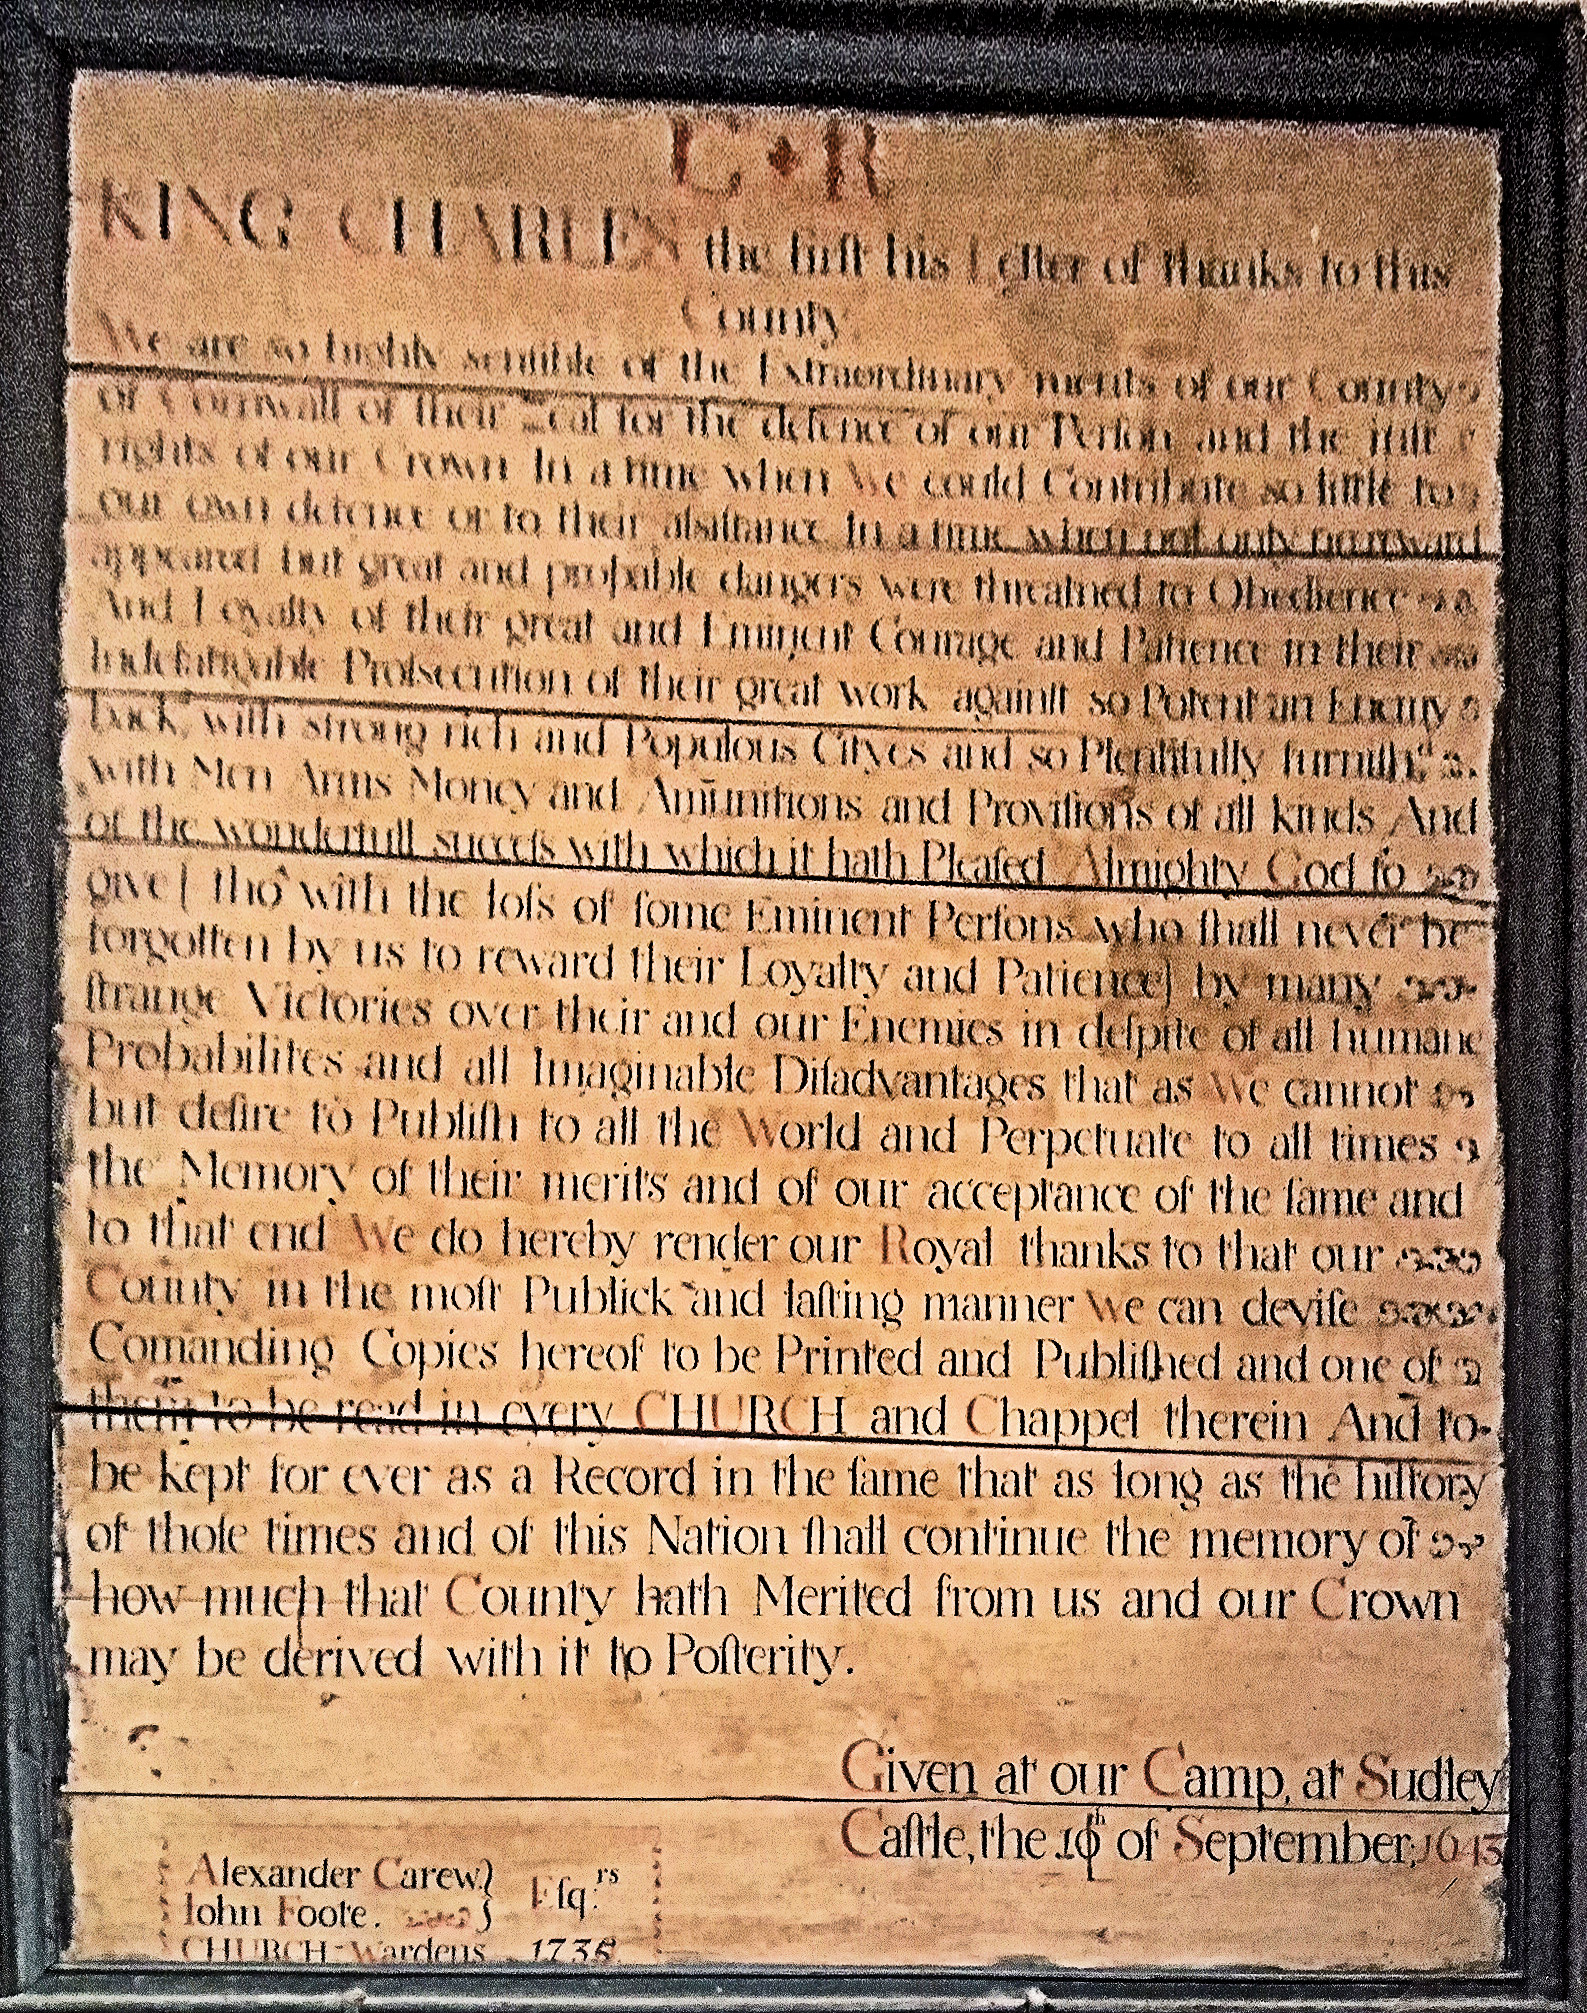 C R
KING CHARLES the first his Letter of thanks to this
County
We are so highly sensible of the Extraordinary merits of our County
of Cornwall of their Zeal for the defence of our Person and the iust
rights of our Crown In a time when We could Contribute so little to
our own defence or to their aſsiſtance In a time when not only no reward
appeared but great and probable dangers were threatned to Obedience
And Loyalty of their great and Eminent Courage and Patience in their
Indefatigable Proſsecution of their great work againſt so Potent an Enemy
back't with strong rich and Populous Cityes and so Plentifully furniſh'd
with Men Arms Money and Am̄unitions and Proviſions of all kinds And
of the wonderfull succeſs with which it hath Pleaſed Almighty God to
give ( tho' with the loſs of ſome Eminent Perſons who ſhall never be
forgotten by us to reward their Loyalty and Patience) by many
ſtrange Victories over their and our Enemies in deſpite of all humane
Probabilites and all Imaginable Diſadvantages that as We cannot
but deſire to Publiſh to all the World and Perpetuate to all times
the Memory of their merits and of our acceptance of the ſame and
to that end We do hereby render our Royal thanks to that our
County in the moſt Publick and laſting manner We can deviſe
Comanding Copies hereof to be Printed and Publiſhed and one of
them to be read in every CHURCH and Chappel therein And to
be kept for ever as a Record in the ſame that as long as the hiſtory
of thoſe times and of this Nation ſhall continue the memory of
how much that County hath Merited from us and our Crown
may be derived with it to Poſterity.
Given at our Camp, at Sudley
Caſtle, the 10th of September, 1643
Alexander Carew.} Eſq.rs
Iohn Foote. }
CHURCH-Wardens 1735